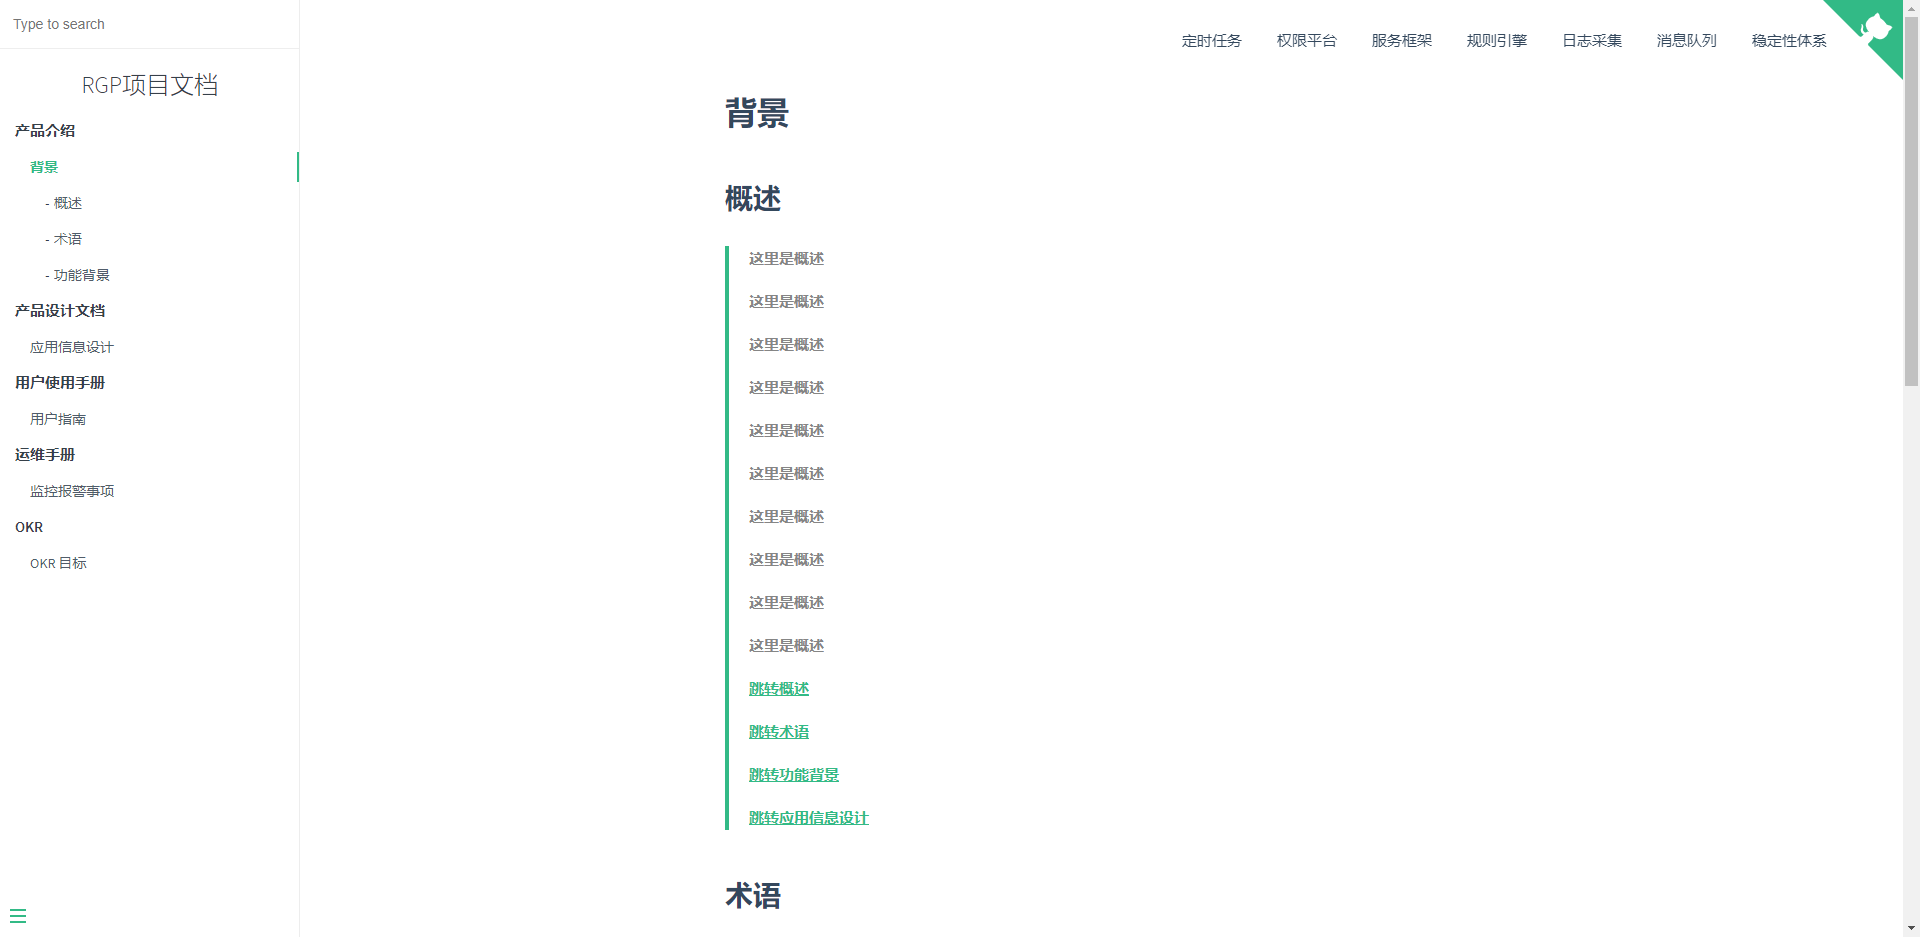 Type to search
RGP项目文档
产品介绍
背景
- 概述
- 术语
- 功能背景
产品设计文档
应用信息设计
用户使用手册
用户指南
运维手册
监控报警事项
OKR
OKR 目标
定时任务 权限平台 服务框架 规则引擎 日志采集 消息队列 稳定性体系
背景
概述
这里是概述
这里是概述
这里是概述
这里是概述
这里是概述
这里是概述
这里是概述
这里是概述
这里是概述
这里是概述
跳转概述
跳转术语
跳转功能背景
跳转应用信息设计
术语